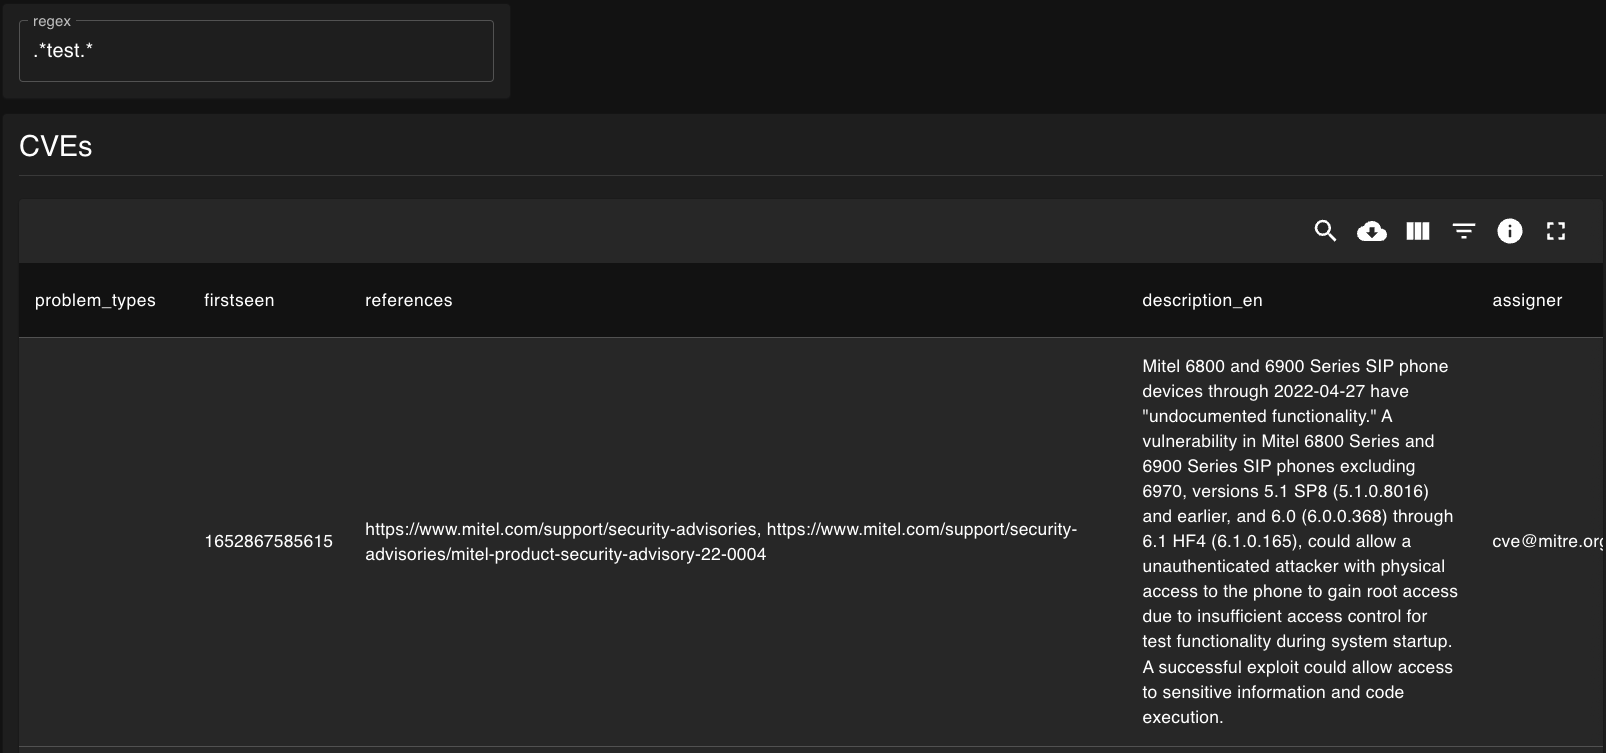 regex
.*test.*
CVEs
problem_types firstseen references description_en assigner
1652867585615
https://www.mitel.com/support/security-advisories, https://www.mitel.com/support/security-
advisories/mitel-product-security-advisory-22-0004
Mitel 6800 and 6900 Series SIP phone
devices through 2022-04-27 have
"undocumented functionality." A
vulnerability in Mitel 6800 Series and
6900 Series SIP phones excluding
6970, versions 5.1 SP8 (5.1.0.8016)
and earlier, and 6.0 (6.0.0.368) through
6.1 HF4 (6.1.0.165), could allow a
unauthenticated attacker with physical
access to the phone to gain root access
due to insufficient access control for
test functionality during system startup.
A successful exploit could allow access
to sensitive information and code
execution.
cve@mitre.org